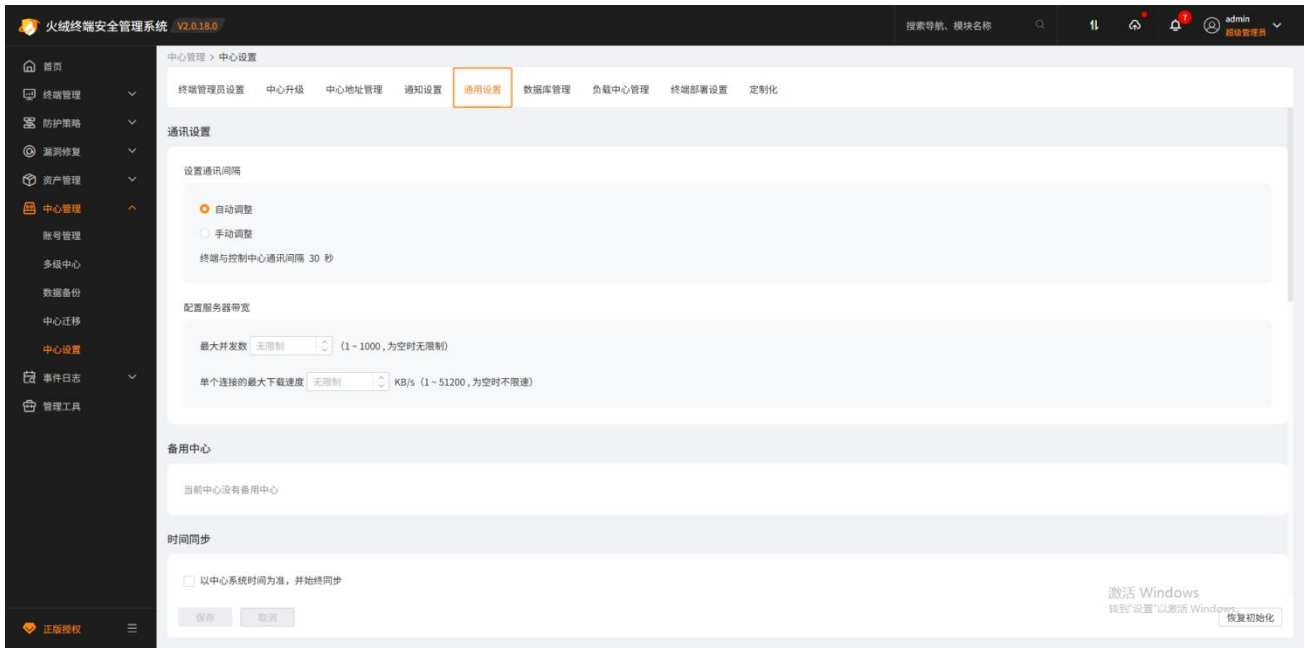 火绒终端安全管理系统 V2.0.18.0 搜索导航、模块名称 7 admin
超级管理员
首页
终端管理
防护策略
漏洞修复
资产管理
中心管理
账号管理
多级中心
数据备份
中心迁移
中心设置
事件日志
管理工具
正版授权
中心管理 > 中心设置
终端管理员设置 中心升级 中心地址管理 通知设置 通用设置 数据库管理 负载中心管理 终端部署设置 定制化
通讯设置
设置通讯间隔
自动调整
手动调整
终端与控制中心通讯间隔 30 秒
配置服务器带宽
最大并发数 无限制 (1 ~ 1000 , 为空时无限制)
单个连接的最大下载速度 无限制 KB/s (1 ~ 51200 , 为空时不限速)
备用中心
当前中心没有备用中心
时间同步
以中心系统时间为准，并始终同步
保存 取消
激活 Windows
转到"设置"以激活 Windows。
恢复初始化